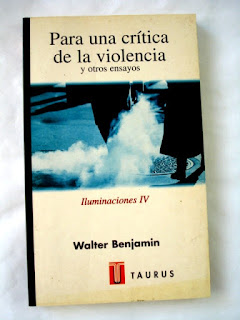 Para una crítica
de la violencia
y otros ensayos
Iluminaciones IV
Walter Benjamin
TAURUS